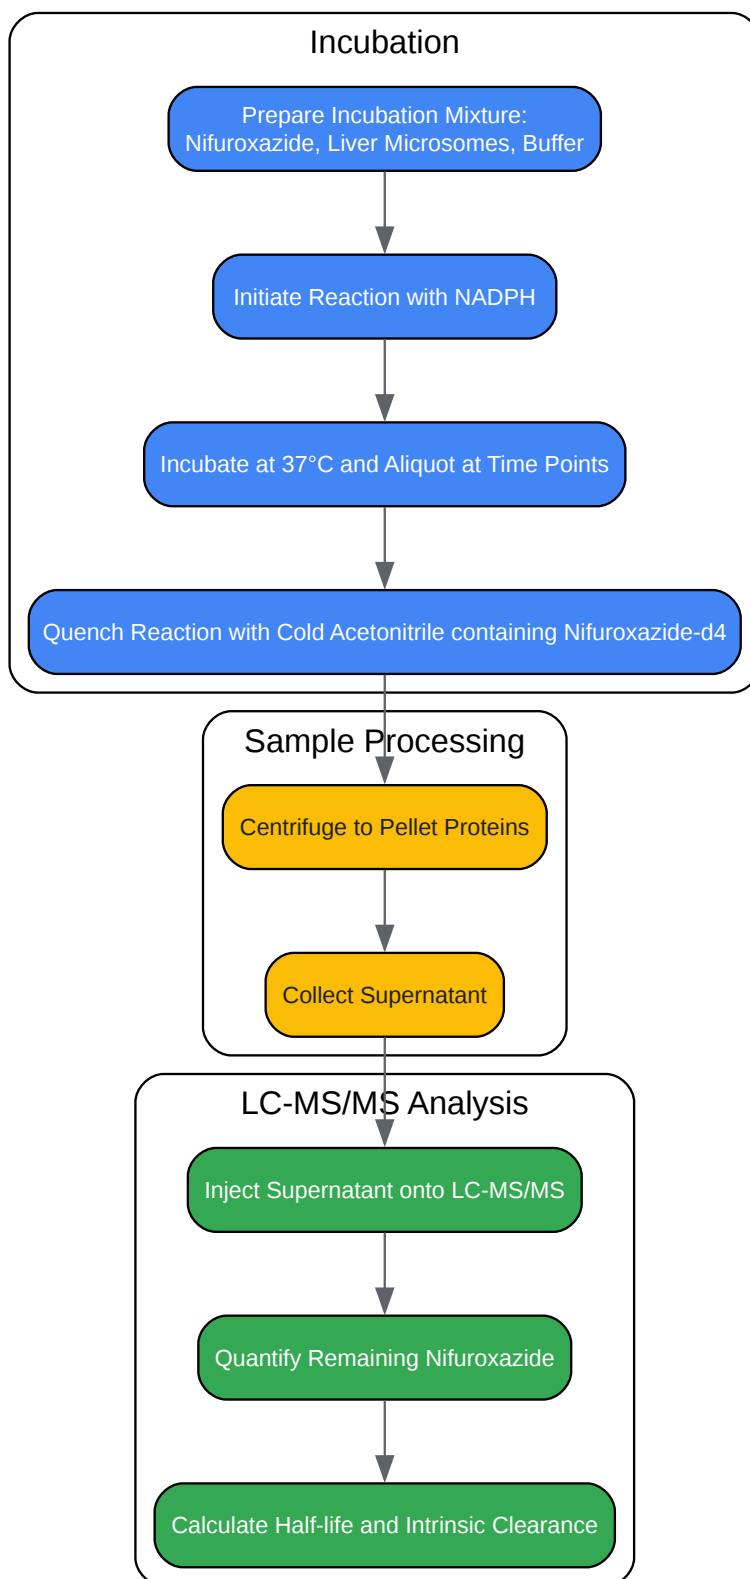 Incubation
Prepare Incubation Mixture:
Nifuroxazide, Liver Microsomes, Buffer
Initiate Reaction with NADPH
Incubate at 37°C and Aliquot at Time Points
Quench Reaction with Cold Acetonitrile containing Nifuroxazide-d4
Sample Processing
Centrifuge to Pellet Proteins
Collect Supernatant
LC-MS/MS Analysis
Inject Supernatant onto LC-MS/MS
Quantify Remaining Nifuroxazide
Calculate Half-life and Intrinsic Clearance